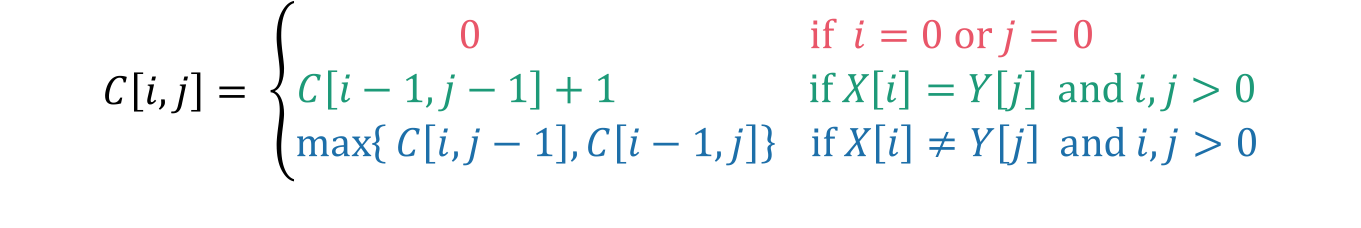 0 if i = 0 or j = 0
C[i, j] = { C[i − 1, j − 1] + 1 if X[i] = Y[j] and i, j > 0
max{ C[i, j − 1], C[i − 1, j]} if X[i] ≠ Y[j] and i, j > 0